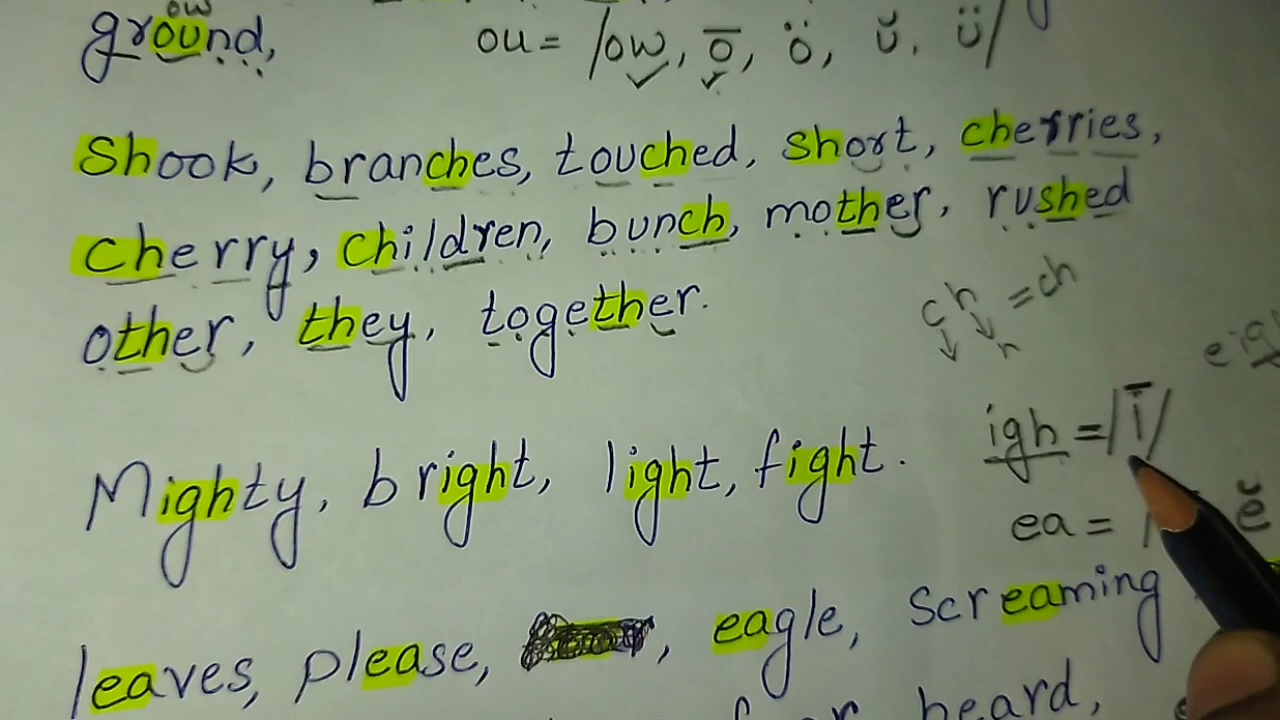 ow
ground, ou = /ow, ō, ö, ŭ, ü/
Shook, branches, touched, short, cherries,
cherry, children, bunch, mother, rushed
other, they, together.
ch = ch
h
Mighty, bright, light, fight. igh = /ī/
ea = / ĕ
leaves, please, , eagle, screaming
heard,